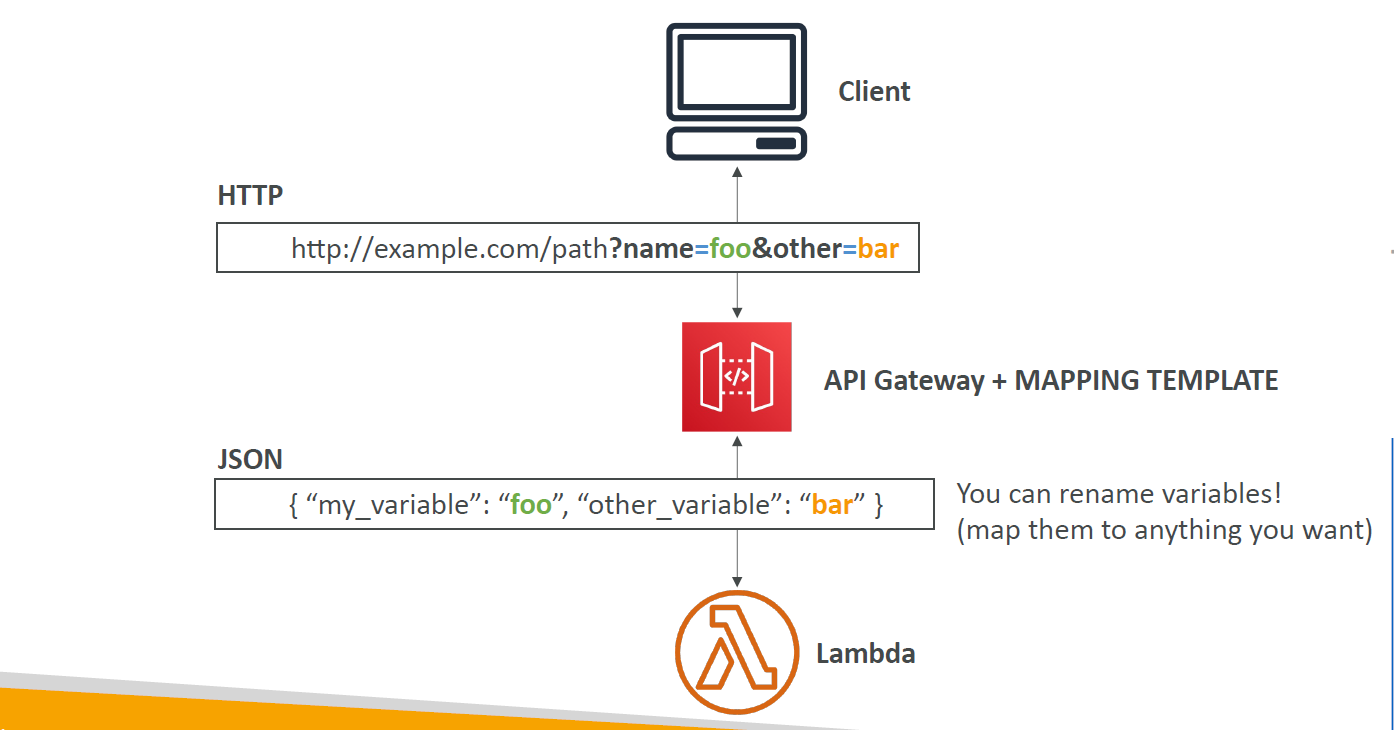 Client
HTTP
http://example.com/path?name=foo&other=bar
</>
API Gateway + MAPPING TEMPLATE
JSON
{ “my_variable”: “foo”, “other_variable”: “bar” }
You can rename variables!
(map them to anything you want)
Lambda